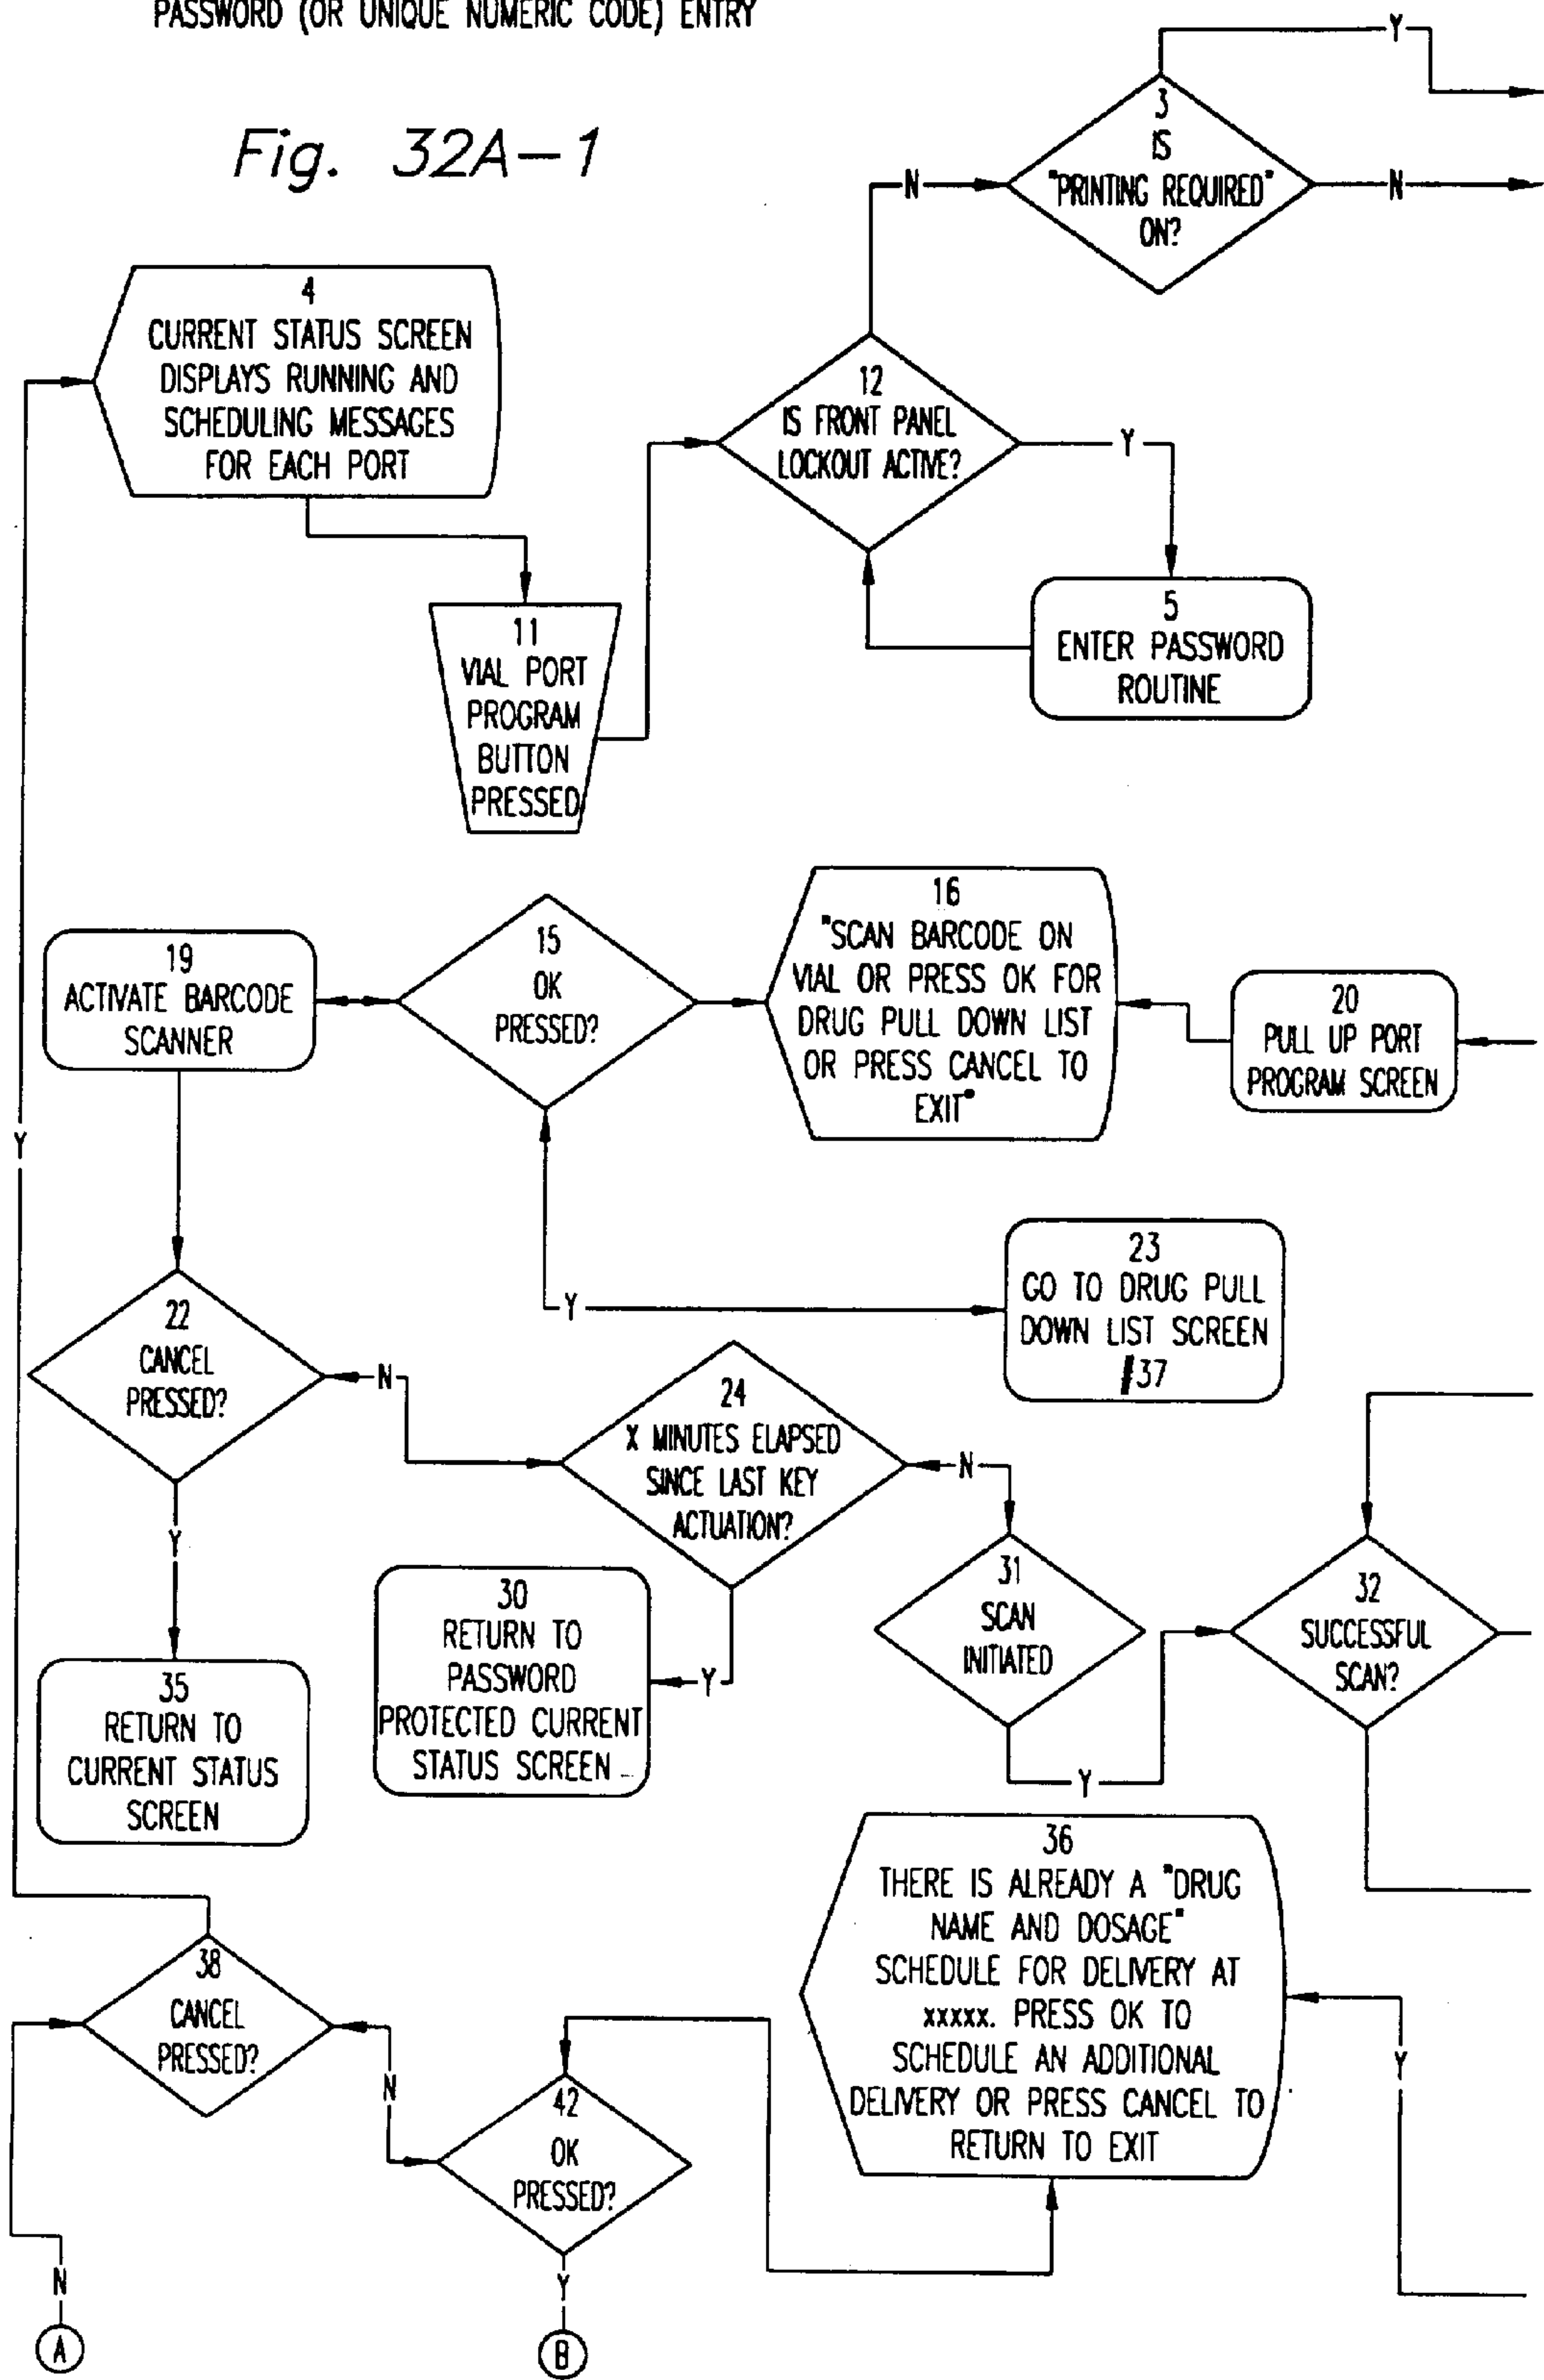 PASSWORD (OR UNIQUE NUMERIC CODE) ENTRY
Fig. 32A-1
Y
3
IS
"PRINTING REQUIRED"
ON?
N
N
4
CURRENT STATUS SCREEN
DISPLAYS RUNNING AND
SCHEDULING MESSAGES
FOR EACH PORT
12
IS FRONT PANEL
LOCKOUT ACTIVE?
Y
5
ENTER PASSWORD
ROUTINE
11
VIAL PORT
PROGRAM
BUTTON
PRESSED
19
ACTIVATE BARCODE
SCANNER
15
OK
PRESSED?
16
"SCAN BARCODE ON
VIAL OR PRESS OK FOR
DRUG PULL DOWN LIST
OR PRESS CANCEL TO
EXIT"
20
PULL UP PORT
PROGRAM SCREEN
Y
Y
23
GO TO DRUG PULL
DOWN LIST SCREEN
#37
22
CANCEL
PRESSED?
N
24
X MINUTES ELAPSED
SINCE LAST KEY
ACTUATION?
N
Y
31
SCAN
INITIATED
32
SUCCESSFUL
SCAN?
30
RETURN TO
PASSWORD
PROTECTED CURRENT
STATUS SCREEN
Y
35
RETURN TO
CURRENT STATUS
SCREEN
Y
36
THERE IS ALREADY A "DRUG
NAME AND DOSAGE"
SCHEDULE FOR DELIVERY AT
xxxxx. PRESS OK TO
SCHEDULE AN ADDITIONAL
DELIVERY OR PRESS CANCEL TO
RETURN TO EXIT
38
CANCEL
PRESSED?
N
42
OK
PRESSED?
Y
N
Y
A
B